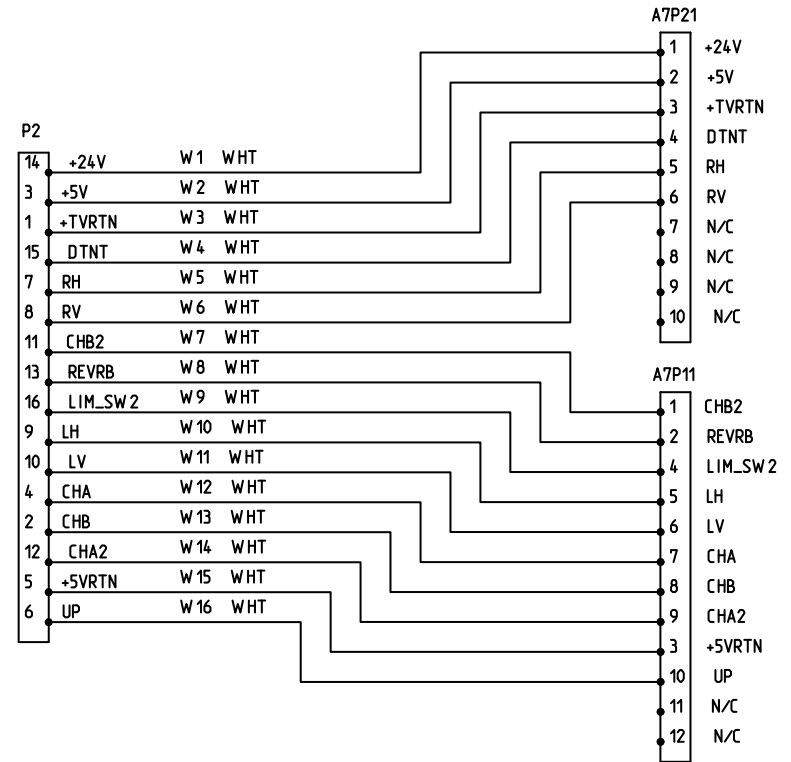 A7P21
1 +24V
2 +5V
3 +TVRTN
4 DTNT
5 RH
6 RV
7 N/C
8 N/C
9 N/C
10 N/C
P2
14 +24V W1 WHT
3 +5V W2 WHT
1 +TVRTN W3 WHT
15 DTNT W4 WHT
7 RH W5 WHT
8 RV W6 WHT
11 CHB2 W7 WHT
13 REVRB W8 WHT
16 LIM_SW2 W9 WHT
9 LH W10 WHT
10 LV W11 WHT
4 CHA W12 WHT
2 CHB W13 WHT
12 CHA2 W14 WHT
5 +5VRTN W15 WHT
6 UP W16 WHT
A7P11
1 CHB2
2 REVRB
4 LIM_SW2
5 LH
6 LV
7 CHA
8 CHB
9 CHA2
3 +5VRTN
10 UP
11 N/C
12 N/C